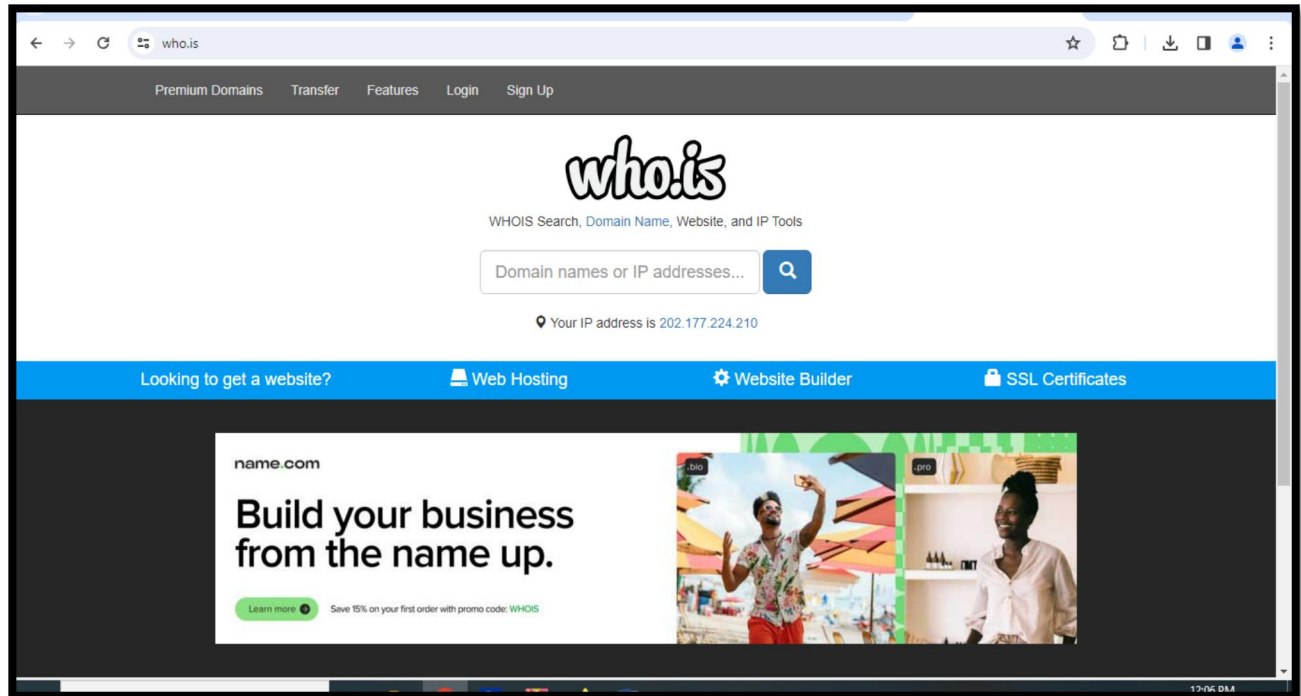 who.is
Premium Domains Transfer Features Login Sign Up
who.is
WHOIS Search, Domain Name, Website, and IP Tools
Domain names or IP addresses...
Your IP address is 202.177.224.210
Looking to get a website? Web Hosting Website Builder SSL Certificates
name.com
Build your business
from the name up.
Learn more Save 15% on your first order with promo code: WHOIS
.bio
.pro
12:06 PM